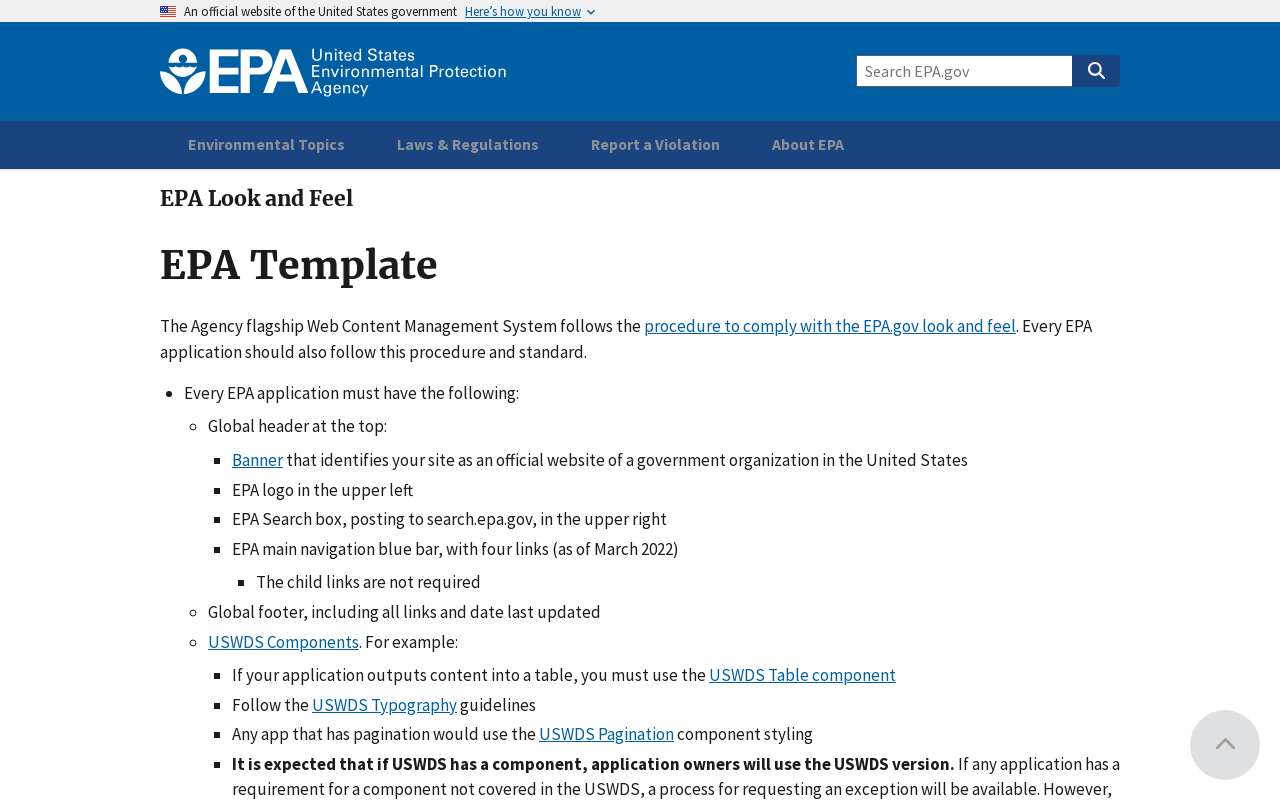 An official website of the United States government Here’s how you know
EPA United States
Environmental Protection
Agency
Search EPA.gov
Environmental Topics Laws & Regulations Report a Violation About EPA
EPA Look and Feel
EPA Template
The Agency flagship Web Content Management System follows the procedure to comply with the EPA.gov look and feel. Every EPA
application should also follow this procedure and standard.
Every EPA application must have the following:
Global header at the top:
Banner that identifies your site as an official website of a government organization in the United States
EPA logo in the upper left
EPA Search box, posting to search.epa.gov, in the upper right
EPA main navigation blue bar, with four links (as of March 2022)
The child links are not required
Global footer, including all links and date last updated
USWDS Components. For example:
If your application outputs content into a table, you must use the USWDS Table component
Follow the USWDS Typography guidelines
Any app that has pagination would use the USWDS Pagination component styling
It is expected that if USWDS has a component, application owners will use the USWDS version. If any application has a
requirement for a component not covered in the USWDS, a process for requesting an exception will be available. However,